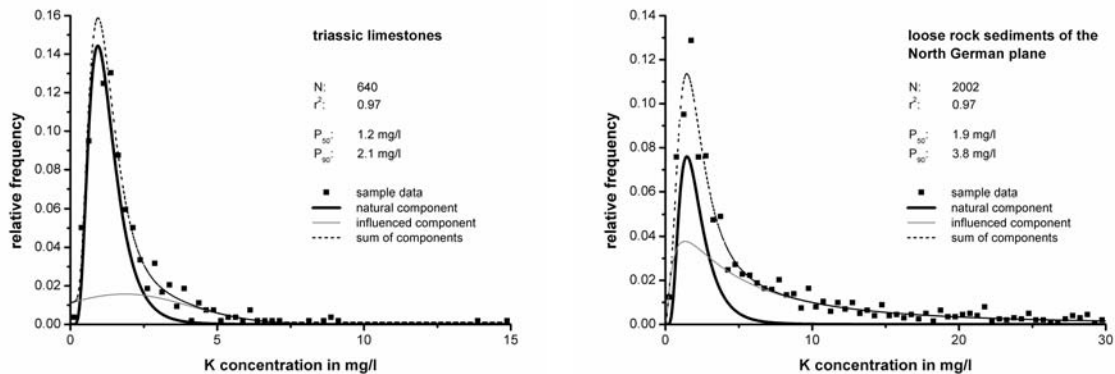 triassic limestones
N: 640
r²: 0.97
P₅₀: 1.2 mg/l
P₉₀: 2.1 mg/l
sample data
natural component
influenced component
sum of components
relative frequency
0.16
0.14
0.12
0.10
0.08
0.06
0.04
0.02
0.00
0 5 10 15
K concentration in mg/l
loose rock sediments of the
North German plane
N: 2002
r²: 0.97
P₅₀: 1.9 mg/l
P₉₀: 3.8 mg/l
sample data
natural component
influenced component
sum of components
relative frequency
0.14
0.12
0.10
0.08
0.06
0.04
0.02
0.00
0 10 20 30
K concentration in mg/l